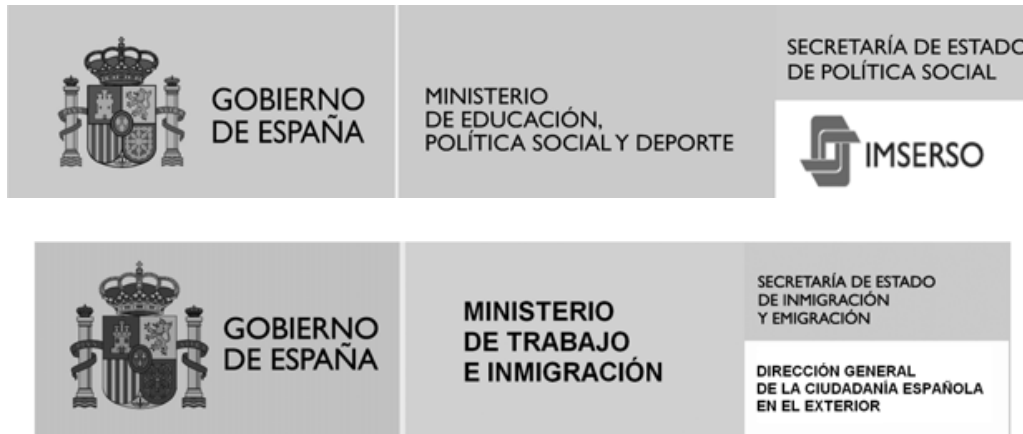 GOBIERNO
DE ESPAÑA
MINISTERIO
DE EDUCACIÓN,
POLÍTICA SOCIAL Y DEPORTE
SECRETARÍA DE ESTADO
DE POLÍTICA SOCIAL
IMSERSO
GOBIERNO
DE ESPAÑA
MINISTERIO
DE TRABAJO
E INMIGRACIÓN
SECRETARÍA DE ESTADO
DE INMIGRACIÓN
Y EMIGRACIÓN
DIRECCIÓN GENERAL
DE LA CIUDADANÍA ESPAÑOLA
EN EL EXTERIOR